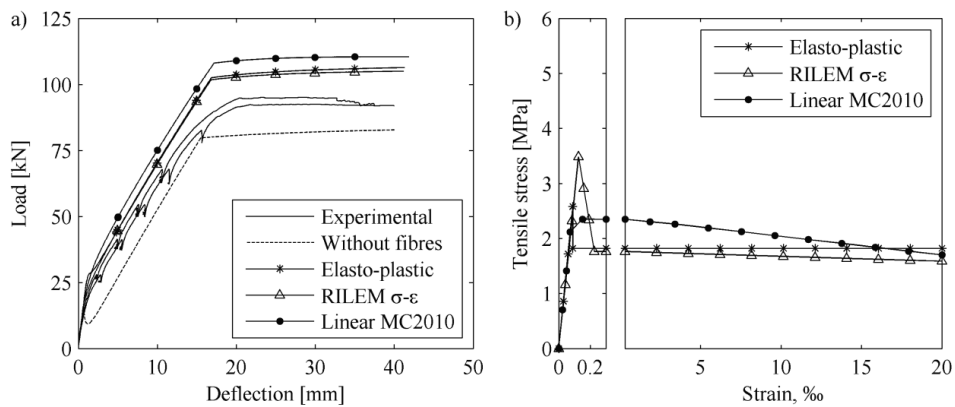 a)
125
100
75
50
25
0
Load [kN]
Experimental
Without fibres
Elasto-plastic
RILEM σ-ε
Linear MC2010
0 10 20 30 40 50
Deflection [mm]
b)
6
5
4
3
2
1
0
Tensile stress [MPa]
Elasto-plastic
RILEM σ-ε
Linear MC2010
0 0.2 5 10 15 20
Strain, ‰